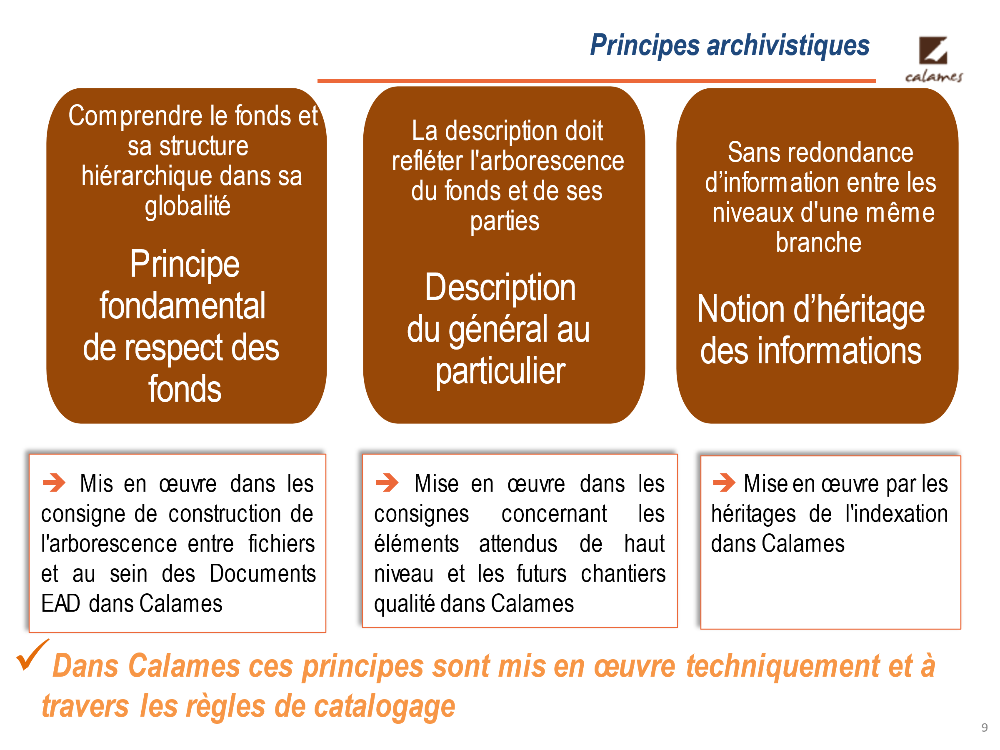 Principes archivistiques
calames
Comprendre le fonds et
sa structure
hiérarchique dans sa
globalité
Principe
fondamental
de respect des
fonds
La description doit
refléter l'arborescence
du fonds et de ses
parties
Description
du général au
particulier
Sans redondance
d’information entre les
niveaux d'une même
branche
Notion d’héritage
des informations
➔ Mis en œuvre dans les
consigne de construction de
l'arborescence entre fichiers
et au sein des Documents
EAD dans Calames
➔ Mise en œuvre dans les
consignes concernant les
éléments attendus de haut
niveau et les futurs chantiers
qualité dans Calames
➔ Mise en œuvre par les
héritages de l'indexation
dans Calames
✓ Dans Calames ces principes sont mis en œuvre techniquement et à
travers les règles de catalogage
9